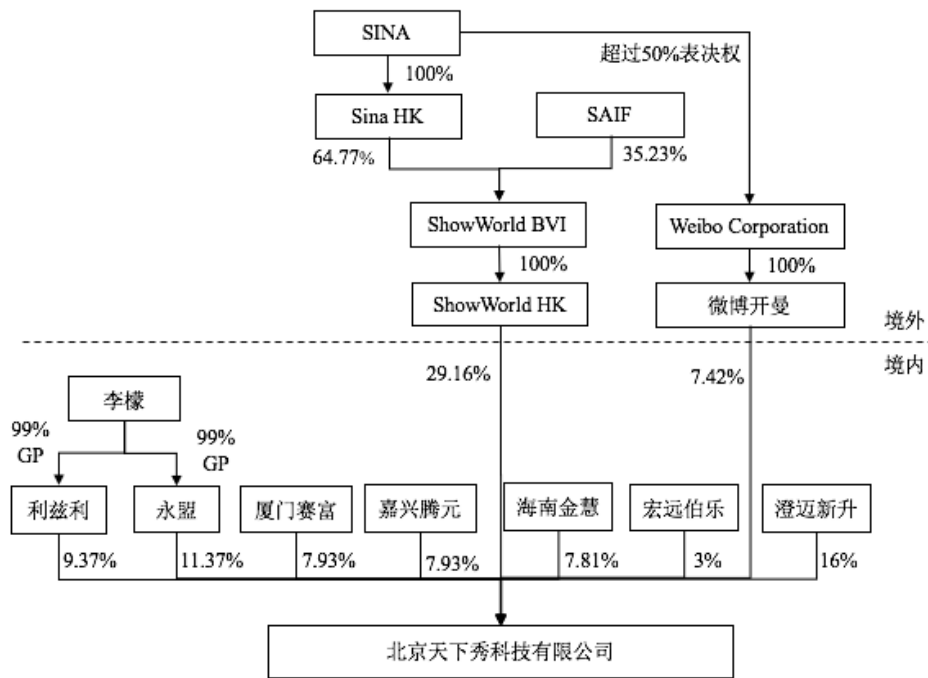 SINA
超过50%表决权
100%
Sina HK
SAIF
64.77%
35.23%
ShowWorld BVI
Weibo Corporation
100%
100%
ShowWorld HK
微博开曼
境外
境内
29.16%
7.42%
李檬
99%
GP
99%
GP
利兹利
永盟
厦门赛富
嘉兴腾元
海南金慧
宏远伯乐
澄迈新升
9.37%
11.37%
7.93%
7.93%
7.81%
3%
16%
北京天下秀科技有限公司